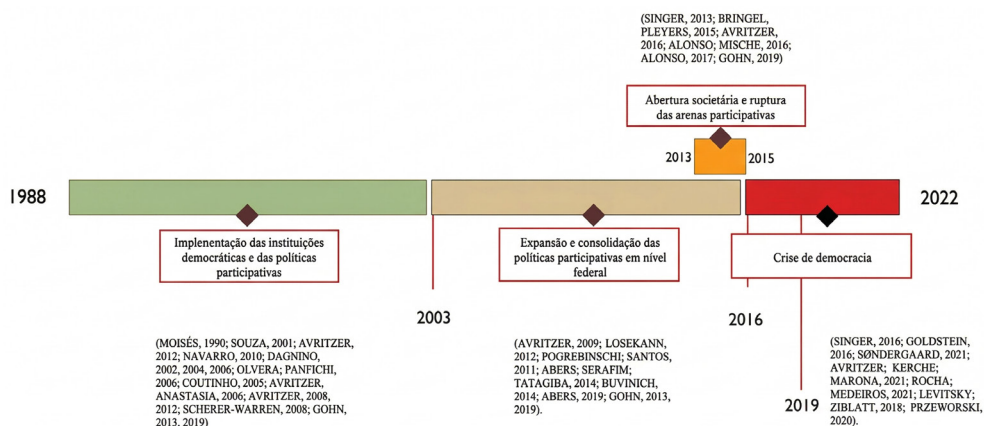 (SINGER, 2013; BRINGEL,
PLEYERS, 2015; AVRITZER,
2016; ALONSO; MISCHE, 2016;
ALONSO, 2017; GOHN, 2019)
Abertura societária e ruptura
das arenas participativas
2013
2015
1988
2022
Implenentação das instituições
democráticas e das políticas
participativas
Expansão e consolidação das
políticas participativas em nível
federal
Crise de democracia
2003
2016
(MOISÉS, 1990; SOUZA, 2001; AVRITZER,
2012; NAVARRO, 2010; DAGNINO,
2002, 2004, 2006; OLVERA; PANFICHI,
2006; COUTINHO, 2005; AVRITZER,
ANASTASIA, 2006; AVRITZER, 2008,
2012; SCHERER-WARREN, 2008; GOHN,
2013, 2019)
(AVRITZER, 2009; LOSEKANN,
2012; POGREBINSCHI; SANTOS,
2011; ABERS; SERAFIM;
TATAGIBA, 2014; BUVINICH,
2014; ABERS, 2019; GOHN, 2013,
2019).
2019
(SINGER, 2016; GOLDSTEIN,
2016; SØNDERGAARD, 2021;
AVRITZER; KERCHE;
MARONA, 2021; ROCHA;
MEDEIROS, 2021; LEVITSKY;
ZIBLATT, 2018; PRZEWORSKI,
2020).